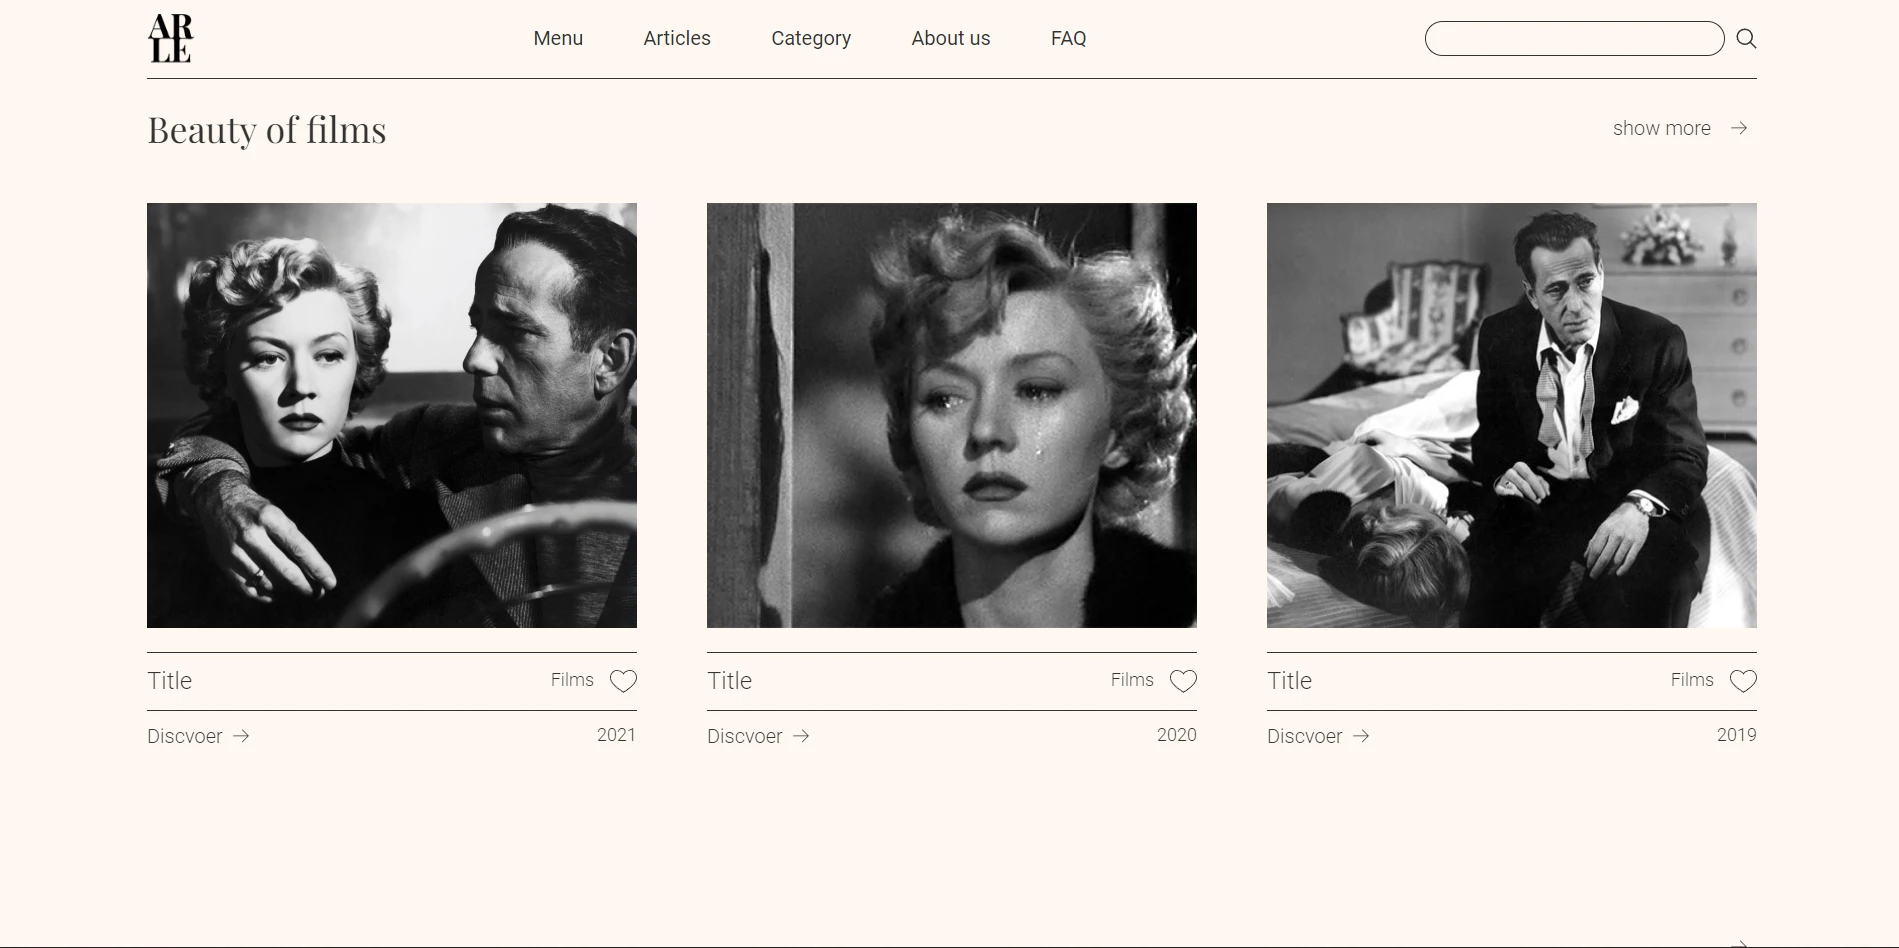 AR
LE
Menu Articles Category About us FAQ
Beauty of films
show more
Title Films
Title Films
Title Films
Discvoer 2021
Discvoer 2020
Discvoer 2019